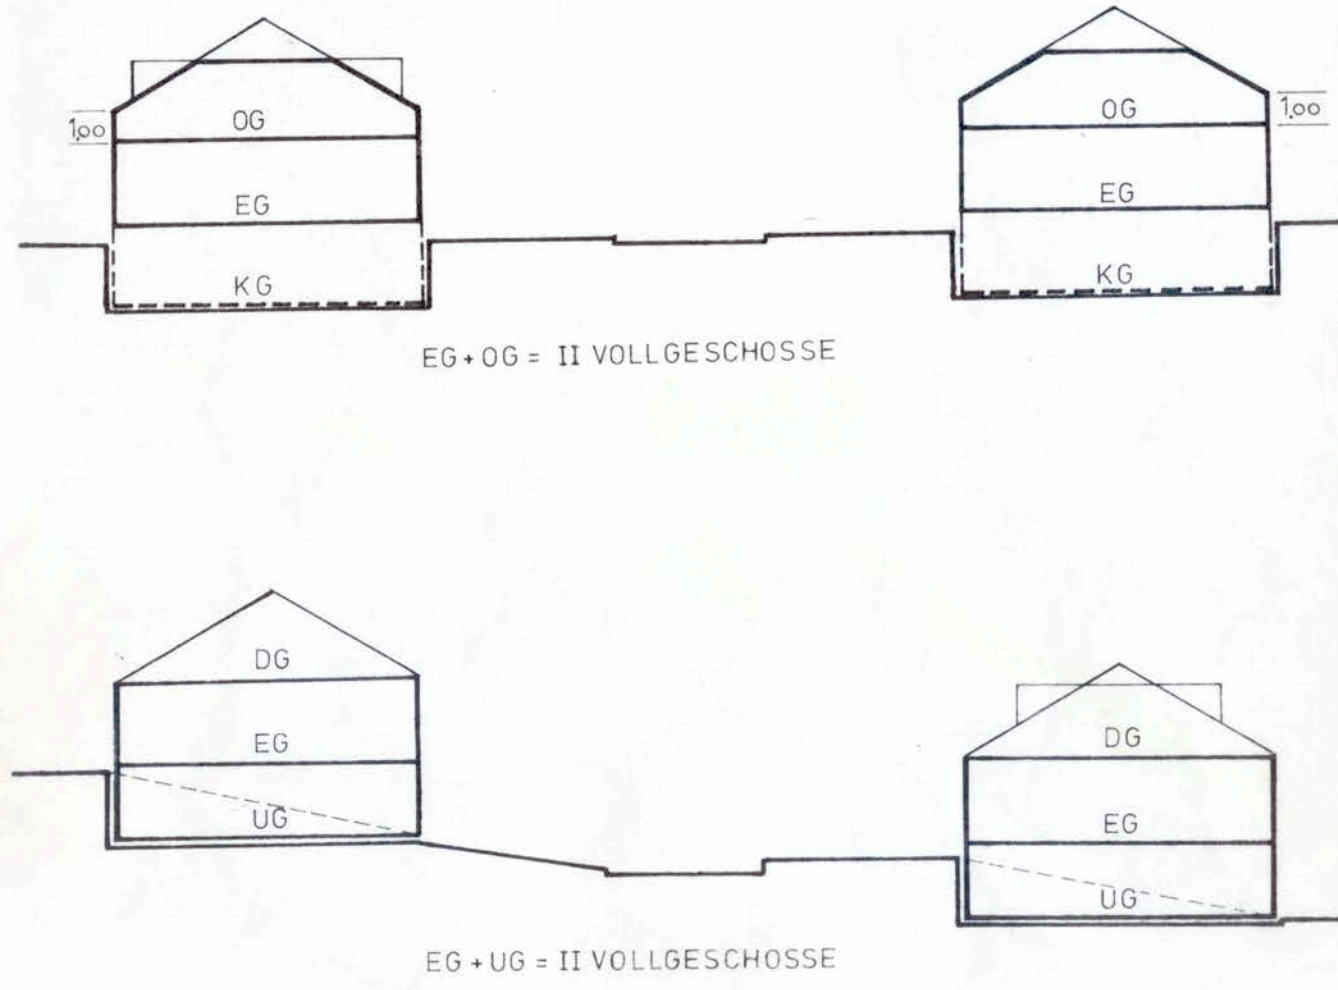 OG
OG
1,00
1,00
EG
EG
KG
KG
EG + OG = II VOLLGESCHOSSE
DG
DG
EG
EG
UG
UG
EG + UG = II VOLLGESCHOSSE